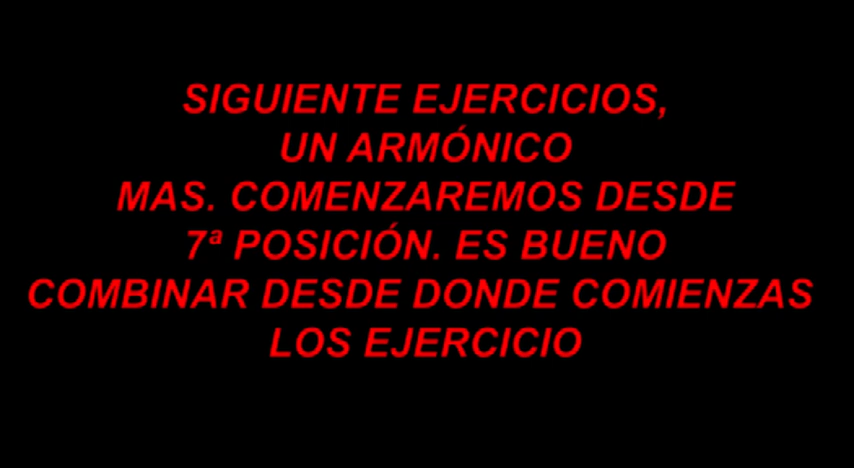 SIGUIENTE EJERCICIOS,
UN ARMÓNICO
MAS. COMENZAREMOS DESDE
7ª POSICIÓN. ES BUENO
COMBINAR DESDE DONDE COMIENZAS
LOS EJERCICIO